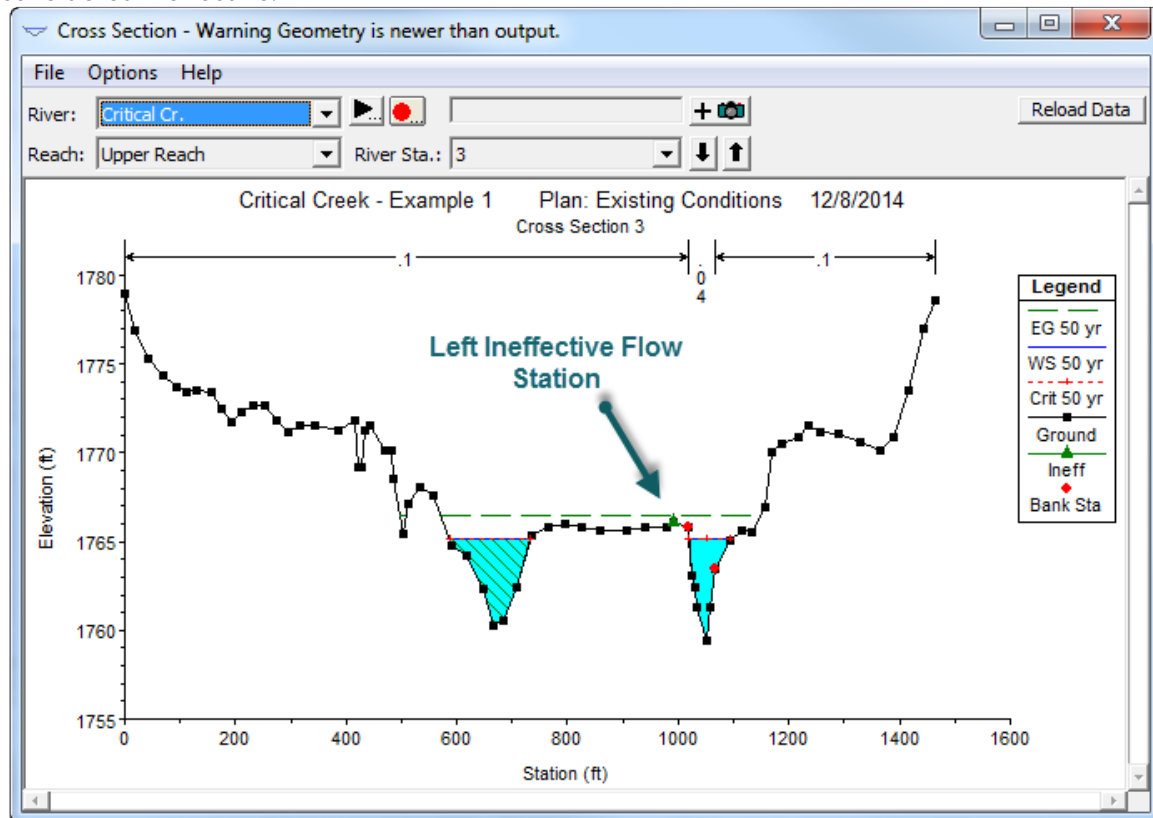 Cross Section - Warning Geometry is newer than output.
File Options Help
River: Critical Cr. Reload Data
Reach: Upper Reach River Sta.: 3
Critical Creek - Example 1 Plan: Existing Conditions 12/8/2014
Cross Section 3
.1 .04 .1
Left Ineffective Flow
Station
Legend
EG 50 yr
WS 50 yr
Crit 50 yr
Ground
Ineff
Bank Sta
Elevation (ft)
1780
1775
1770
1765
1760
1755
0 200 400 600 800 1000 1200 1400 1600
Station (ft)